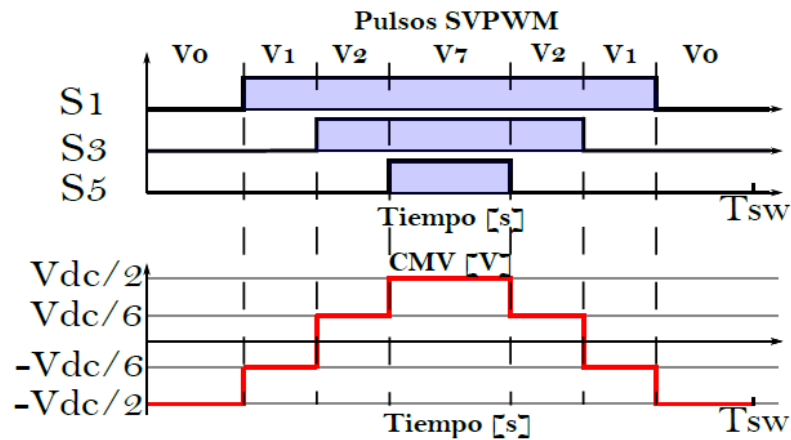 Pulsos SVPWM
V0 V1 V2 V7 V2 V1 V0
S1
S3
S5
Tsw
Tiempo [s]
CMV [V]
Vdc/2
Vdc/6
-Vdc/6
-Vdc/2
Tsw
Tiempo [s]